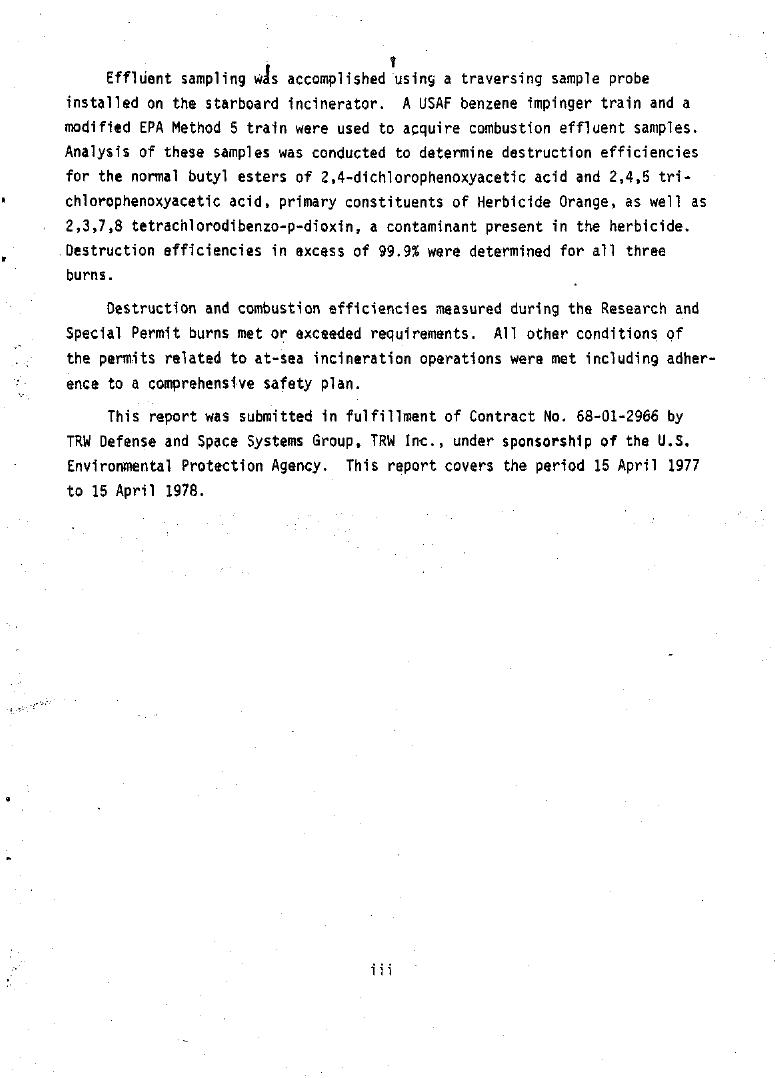 Effluent sampling was accomplished using a traversing sample probe
installed on the starboard incinerator. A USAF benzene impinger train and a
modified EPA Method 5 train were used to acquire combustion effluent samples.
Analysis of these samples was conducted to determine destruction efficiencies
for the normal butyl esters of 2,4-dichlorophenoxyacetic acid and 2,4,5 tri-
chlorophenoxyacetic acid, primary constituents of Herbicide Orange, as well as
2,3,7,8 tetrachlorodibenzo-p-dioxin, a contaminant present in the herbicide.
Destruction efficiencies in excess of 99.9% were determined for all three
burns.
Destruction and combustion efficiencies measured during the Research and
Special Permit burns met or exceeded requirements. All other conditions of
the permits related to at-sea incineration operations were met including adher-
ence to a comprehensive safety plan.
This report was submitted in fulfillment of Contract No. 68-01-2966 by
TRW Defense and Space Systems Group, TRW Inc., under sponsorship of the U.S.
Environmental Protection Agency. This report covers the period 15 April 1977
to 15 April 1978.
iii